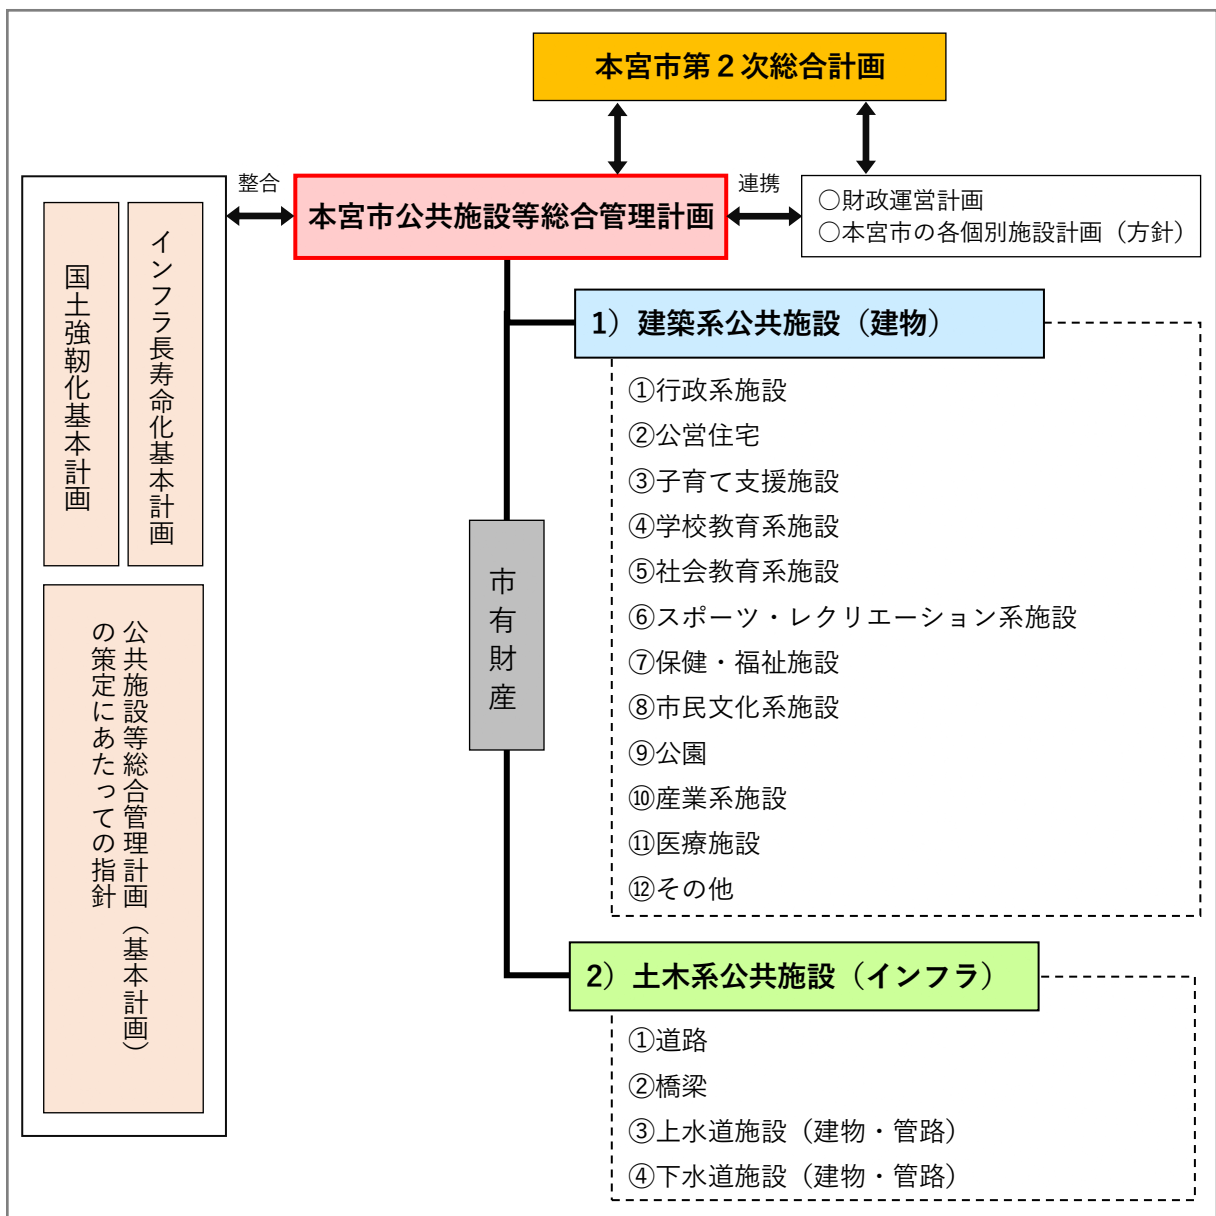 本宮市第２次総合計画
整合
本宮市公共施設等総合管理計画
連携
○財政運営計画
○本宮市の各個別施設計画（方針）
インフラ長寿命化基本計画
国土強靭化基本計画
公共施設等総合管理計画（基本計画）
の策定にあたっての指針
市有財産
1）建築系公共施設（建物）
①行政系施設
②公営住宅
③子育て支援施設
④学校教育系施設
⑤社会教育系施設
⑥スポーツ・レクリエーション系施設
⑦保健・福祉施設
⑧市民文化系施設
⑨公園
⑩産業系施設
⑪医療施設
⑫その他
2）土木系公共施設（インフラ）
①道路
②橋梁
③上水道施設（建物・管路）
④下水道施設（建物・管路）